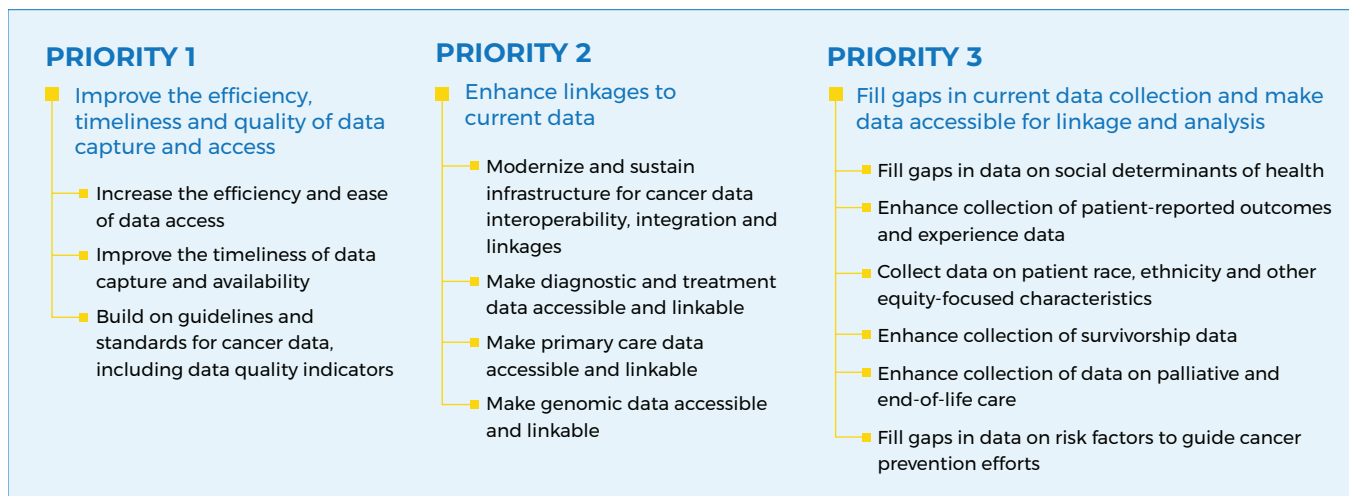 PRIORITY 1
Improve the efficiency,
timeliness and quality of data
capture and access
Increase the efficiency and ease
of data access
Improve the timeliness of data
capture and availability
Build on guidelines and
standards for cancer data,
including data quality indicators
PRIORITY 2
Enhance linkages to
current data
Modernize and sustain
infrastructure for cancer data
interoperability, integration and
linkages
Make diagnostic and treatment
data accessible and linkable
Make primary care data
accessible and linkable
Make genomic data accessible
and linkable
PRIORITY 3
Fill gaps in current data collection and make
data accessible for linkage and analysis
Fill gaps in data on social determinants of health
Enhance collection of patient-reported outcomes
and experience data
Collect data on patient race, ethnicity and other
equity-focused characteristics
Enhance collection of survivorship data
Enhance collection of data on palliative and
end-of-life care
Fill gaps in data on risk factors to guide cancer
prevention efforts